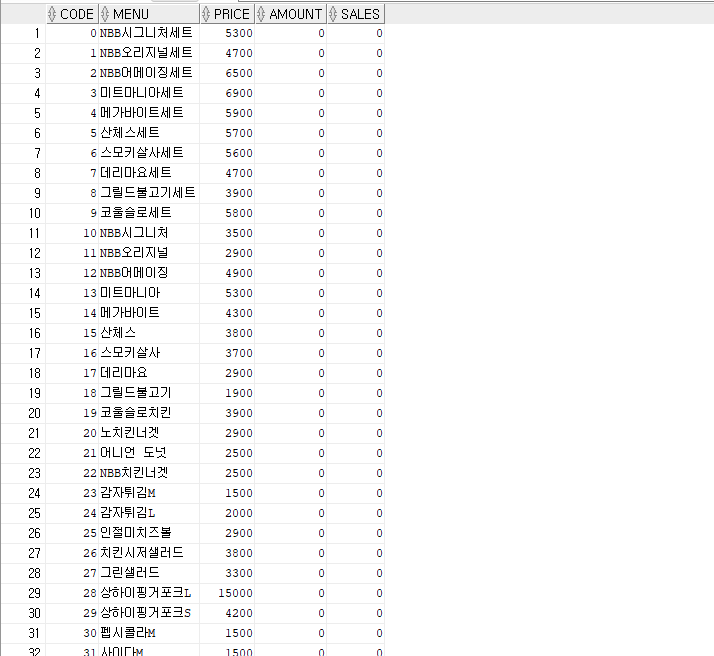 CODE MENU PRICE AMOUNT SALES
1 0 NBB시그니처세트 5300 0 0
2 1 NBB오리지널세트 4700 0 0
3 2 NBB어메이징세트 6500 0 0
4 3 미트마니아세트 6900 0 0
5 4 메가바이트세트 5900 0 0
6 5 산체스세트 5700 0 0
7 6 스모키살사세트 5600 0 0
8 7 데리마요세트 4700 0 0
9 8 그릴드불고기세트 3900 0 0
10 9 코울슬로세트 5800 0 0
11 10 NBB시그니처 3500 0 0
12 11 NBB오리지널 2900 0 0
13 12 NBB어메이징 4900 0 0
14 13 미트마니아 5300 0 0
15 14 메가바이트 4300 0 0
16 15 산체스 3800 0 0
17 16 스모키살사 3700 0 0
18 17 데리마요 2900 0 0
19 18 그릴드불고기 1900 0 0
20 19 코울슬로치킨 3900 0 0
21 20 노치킨너겟 2900 0 0
22 21 어니언 도넛 2500 0 0
23 22 NBB치킨너겟 2500 0 0
24 23 감자튀김M 1500 0 0
25 24 감자튀김L 2000 0 0
26 25 인절미치즈볼 2900 0 0
27 26 치킨시저샐러드 3800 0 0
28 27 그린샐러드 3300 0 0
29 28 상하이핑거포크L 15000 0 0
30 29 상하이핑거포크S 4200 0 0
31 30 펩시콜라M 1500 0 0
32 31 사이다M 1500 0 0